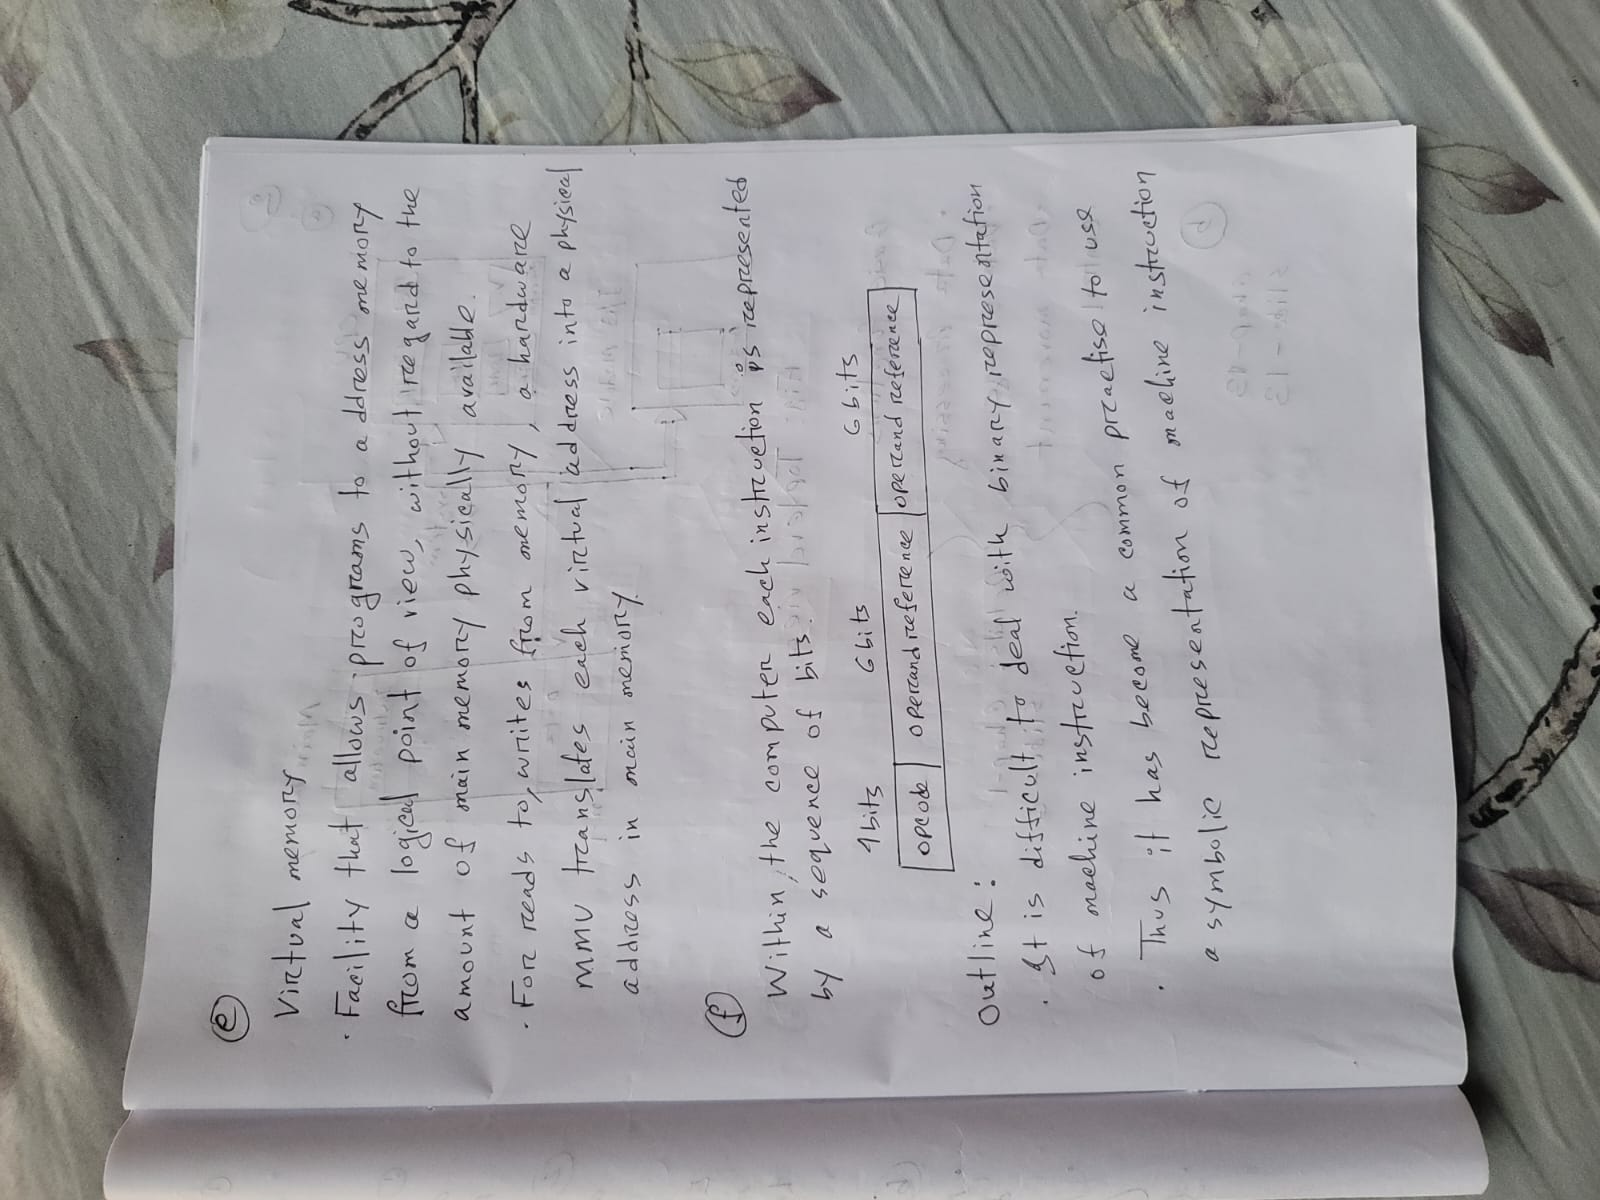 e
Virtual memory
· Facility that allows programs to address memory
from a logical point of view, without regard to the
amount of main memory physically available.
· For reads to, writes from memory, a hardware
MMU translates each virtual address into a physical
address in main memory.
f
Within, the computer each instruction is represented
by a sequence of bits.
4 bits 6 bits 6 bits
opcode operand reference operand reference
Outline:
· It is difficult to deal with binary representation
of machine instruction.
· Thus it has become a common practise to use
a symbolic representation of machine instruction